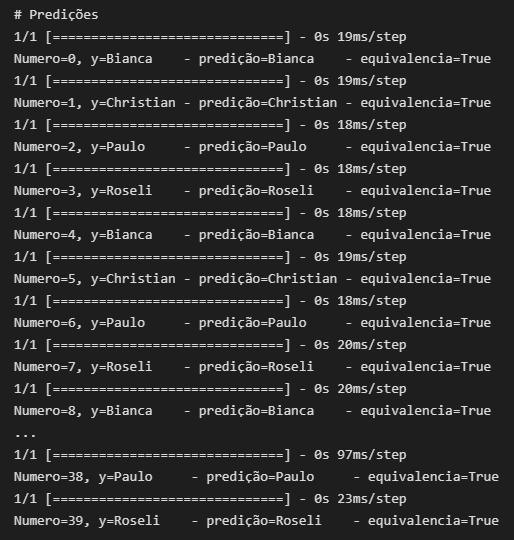 # Predições
1/1 [==============================] - 0s 19ms/step
Numero=0, y=Bianca    - predição=Bianca    - equivalencia=True
1/1 [==============================] - 0s 19ms/step
Numero=1, y=Christian - predição=Christian - equivalencia=True
1/1 [==============================] - 0s 18ms/step
Numero=2, y=Paulo     - predição=Paulo     - equivalencia=True
1/1 [==============================] - 0s 18ms/step
Numero=3, y=Roseli    - predição=Roseli    - equivalencia=True
1/1 [==============================] - 0s 18ms/step
Numero=4, y=Bianca    - predição=Bianca    - equivalencia=True
1/1 [==============================] - 0s 19ms/step
Numero=5, y=Christian - predição=Christian - equivalencia=True
1/1 [==============================] - 0s 18ms/step
Numero=6, y=Paulo     - predição=Paulo     - equivalencia=True
1/1 [==============================] - 0s 20ms/step
Numero=7, y=Roseli    - predição=Roseli    - equivalencia=True
1/1 [==============================] - 0s 20ms/step
Numero=8, y=Bianca    - predição=Bianca    - equivalencia=True
...
1/1 [==============================] - 0s 97ms/step
Numero=38, y=Paulo     - predição=Paulo     - equivalencia=True
1/1 [==============================] - 0s 23ms/step
Numero=39, y=Roseli    - predição=Roseli    - equivalencia=True